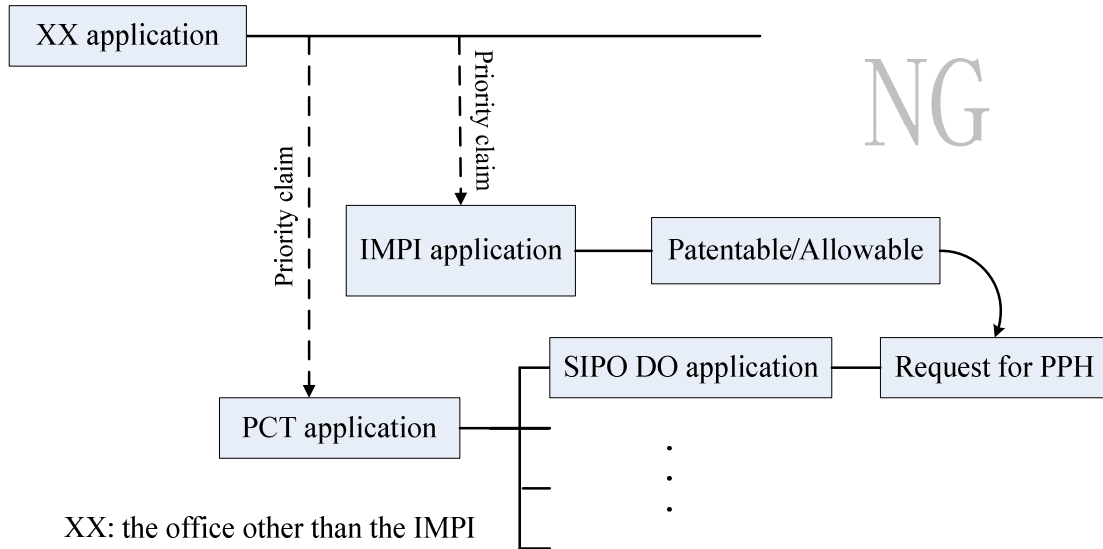 XX application
NG
Priority claim
Priority claim
IMPI application
Patentable/Allowable
SIPO DO application
Request for PPH
PCT application
XX: the office other than the IMPI